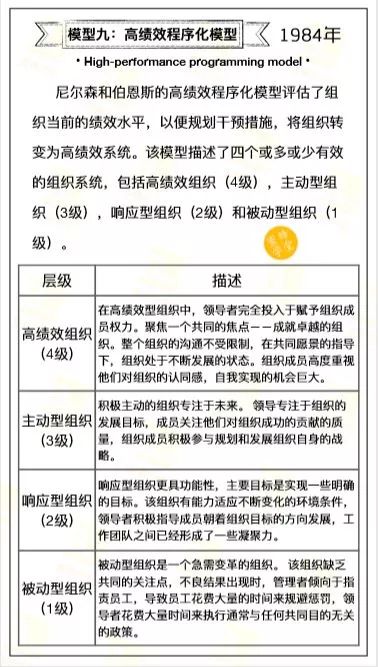 模型九：高绩效程序化模型 1984年
• High-performance programming model •
尼尔森和伯恩斯的高绩效程序化模型评估了组
织当前的绩效水平，以便规划干预措施，将组织转
变为高绩效系统。该模型描述了四个或多或少有效
的组织系统，包括高绩效组织（4级），主动型组
织（3级），响应型组织（2级）和被动型组织（1
级）。
层级 描述
高绩效组织
（4级）
在高绩效型组织中，领导者完全投入于赋予组织成
员权力。聚焦一个共同的焦点——成就卓越的组
织。整个组织的沟通不受限制，在共同愿景的指导
下，组织处于不断发展的状态。组织成员高度重视
他们对组织的认同感，自我实现的机会巨大。
主动型组织
（3级）
积极主动的组织专注于未来。 领导专注于组织的
发展目标，成员关注他们对组织成功的贡献的质
量，组织成员积极参与规划和发展组织自身的战
略。
响应型组织
（2级）
响应型组织更具功能性，主要目标是实现一些明确
的目标。该组织有能力适应不断变化的环境条件，
领导者积极指导成员朝着组织目标的方向发展，工
作团队之间已经形成了一些凝聚力。
被动型组织
（1级）
被动型组织是一个急需变革的组织。 该组织缺乏
共同的关注点，不良结果出现时，管理者倾向于指
责员工，导致员工花费大量的时间来规避惩罚，领
导者花费大量时间来执行通常与任何共同目的无关
的政策。